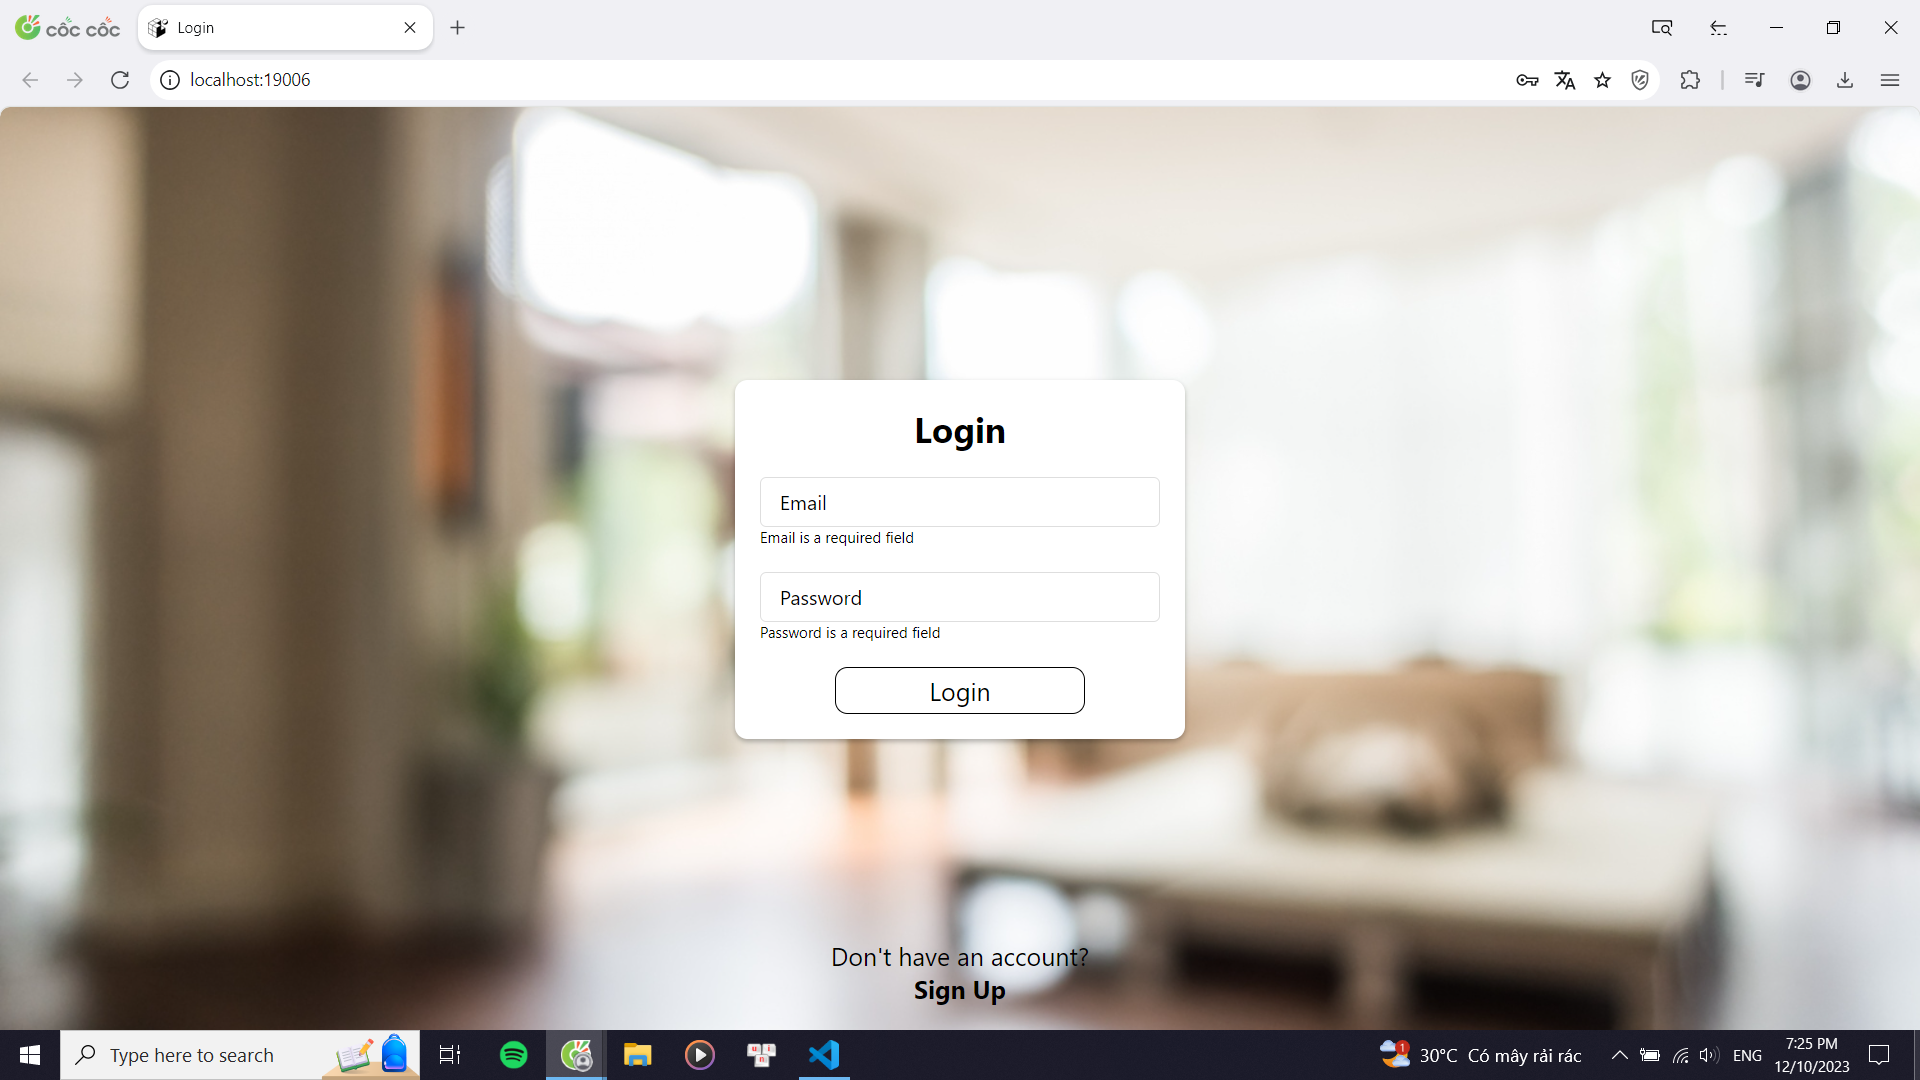 cốc cốc
Login
localhost:19006
Login
Email
Email is a required field
Password
Password is a required field
Login
Don't have an account?
Sign Up
Type here to search
1
30°C Có mây rải rác
ENG
7:25 PM
12/10/2023